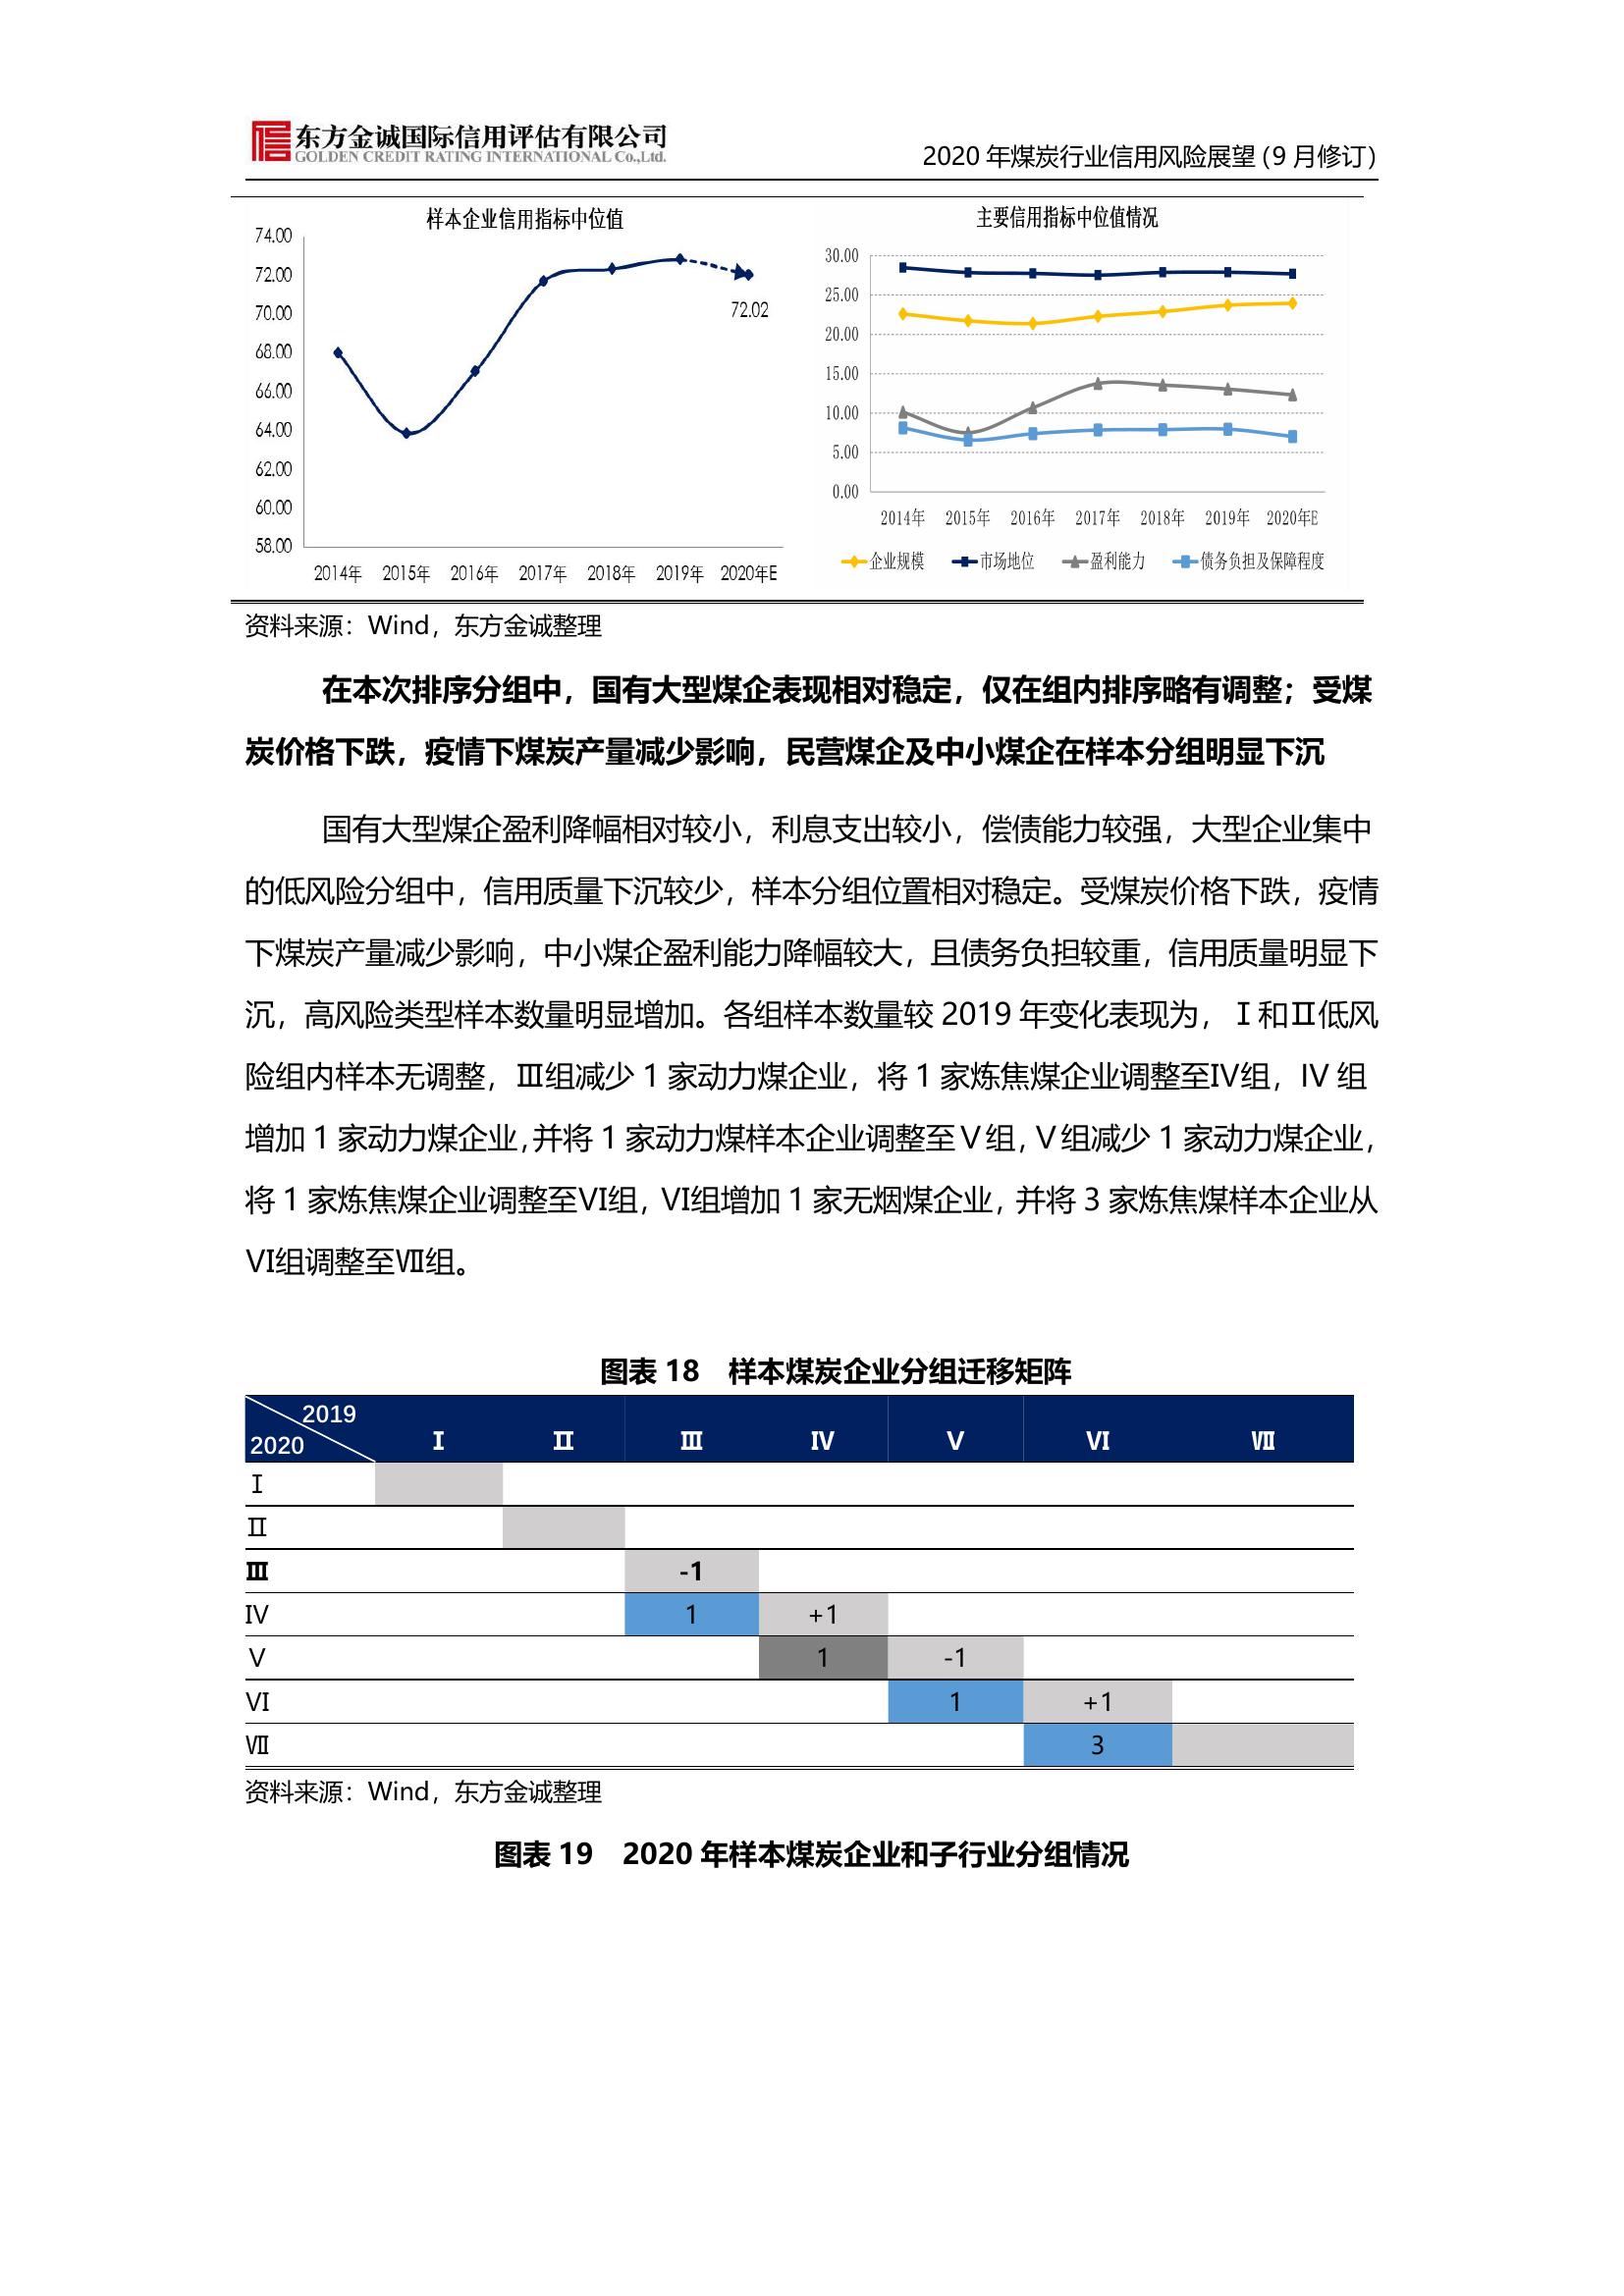 东方金诚国际信用评估有限公司
GOLDEN CREDIT RATING INTERNATIONAL Co.,Ltd.
2020 年煤炭行业信用风险展望（9 月修订）
样本企业信用指标中位值
74.00
72.00
70.00
68.00
66.00
64.00
62.00
60.00
58.00
72.02
2014年 2015年 2016年 2017年 2018年 2019年 2020年E
主要信用指标中位值情况
30.00
25.00
20.00
15.00
10.00
5.00
0.00
2014年 2015年 2016年 2017年 2018年 2019年 2020年E
企业规模 市场地位 盈利能力 债务负担及保障程度
资料来源：Wind，东方金诚整理
在本次排序分组中，国有大型煤企表现相对稳定，仅在组内排序略有调整；受煤
炭价格下跌，疫情下煤炭产量减少影响，民营煤企及中小煤企在样本分组明显下沉
国有大型煤企盈利降幅相对较小，利息支出较小，偿债能力较强，大型企业集中
的低风险分组中，信用质量下沉较少，样本分组位置相对稳定。受煤炭价格下跌，疫情
下煤炭产量减少影响，中小煤企盈利能力降幅较大，且债务负担较重，信用质量明显下
沉，高风险类型样本数量明显增加。各组样本数量较 2019 年变化表现为，Ⅰ和Ⅱ低风
险组内样本无调整，Ⅲ组减少 1 家动力煤企业，将 1 家炼焦煤企业调整至Ⅳ组，IV 组
增加 1 家动力煤企业，并将 1 家动力煤样本企业调整至Ⅴ组，Ⅴ组减少 1 家动力煤企业，
将 1 家炼焦煤企业调整至Ⅵ组，Ⅵ组增加 1 家无烟煤企业，并将 3 家炼焦煤样本企业从
Ⅵ组调整至Ⅶ组。
图表 18 样本煤炭企业分组迁移矩阵
2019
2020 Ⅰ Ⅱ Ⅲ Ⅳ Ⅴ Ⅵ Ⅶ
Ⅰ
Ⅱ
Ⅲ -1
Ⅳ 1 +1
Ⅴ 1 -1
Ⅵ 1 +1
Ⅶ 3
资料来源：Wind，东方金诚整理
图表 19 2020 年样本煤炭企业和子行业分组情况